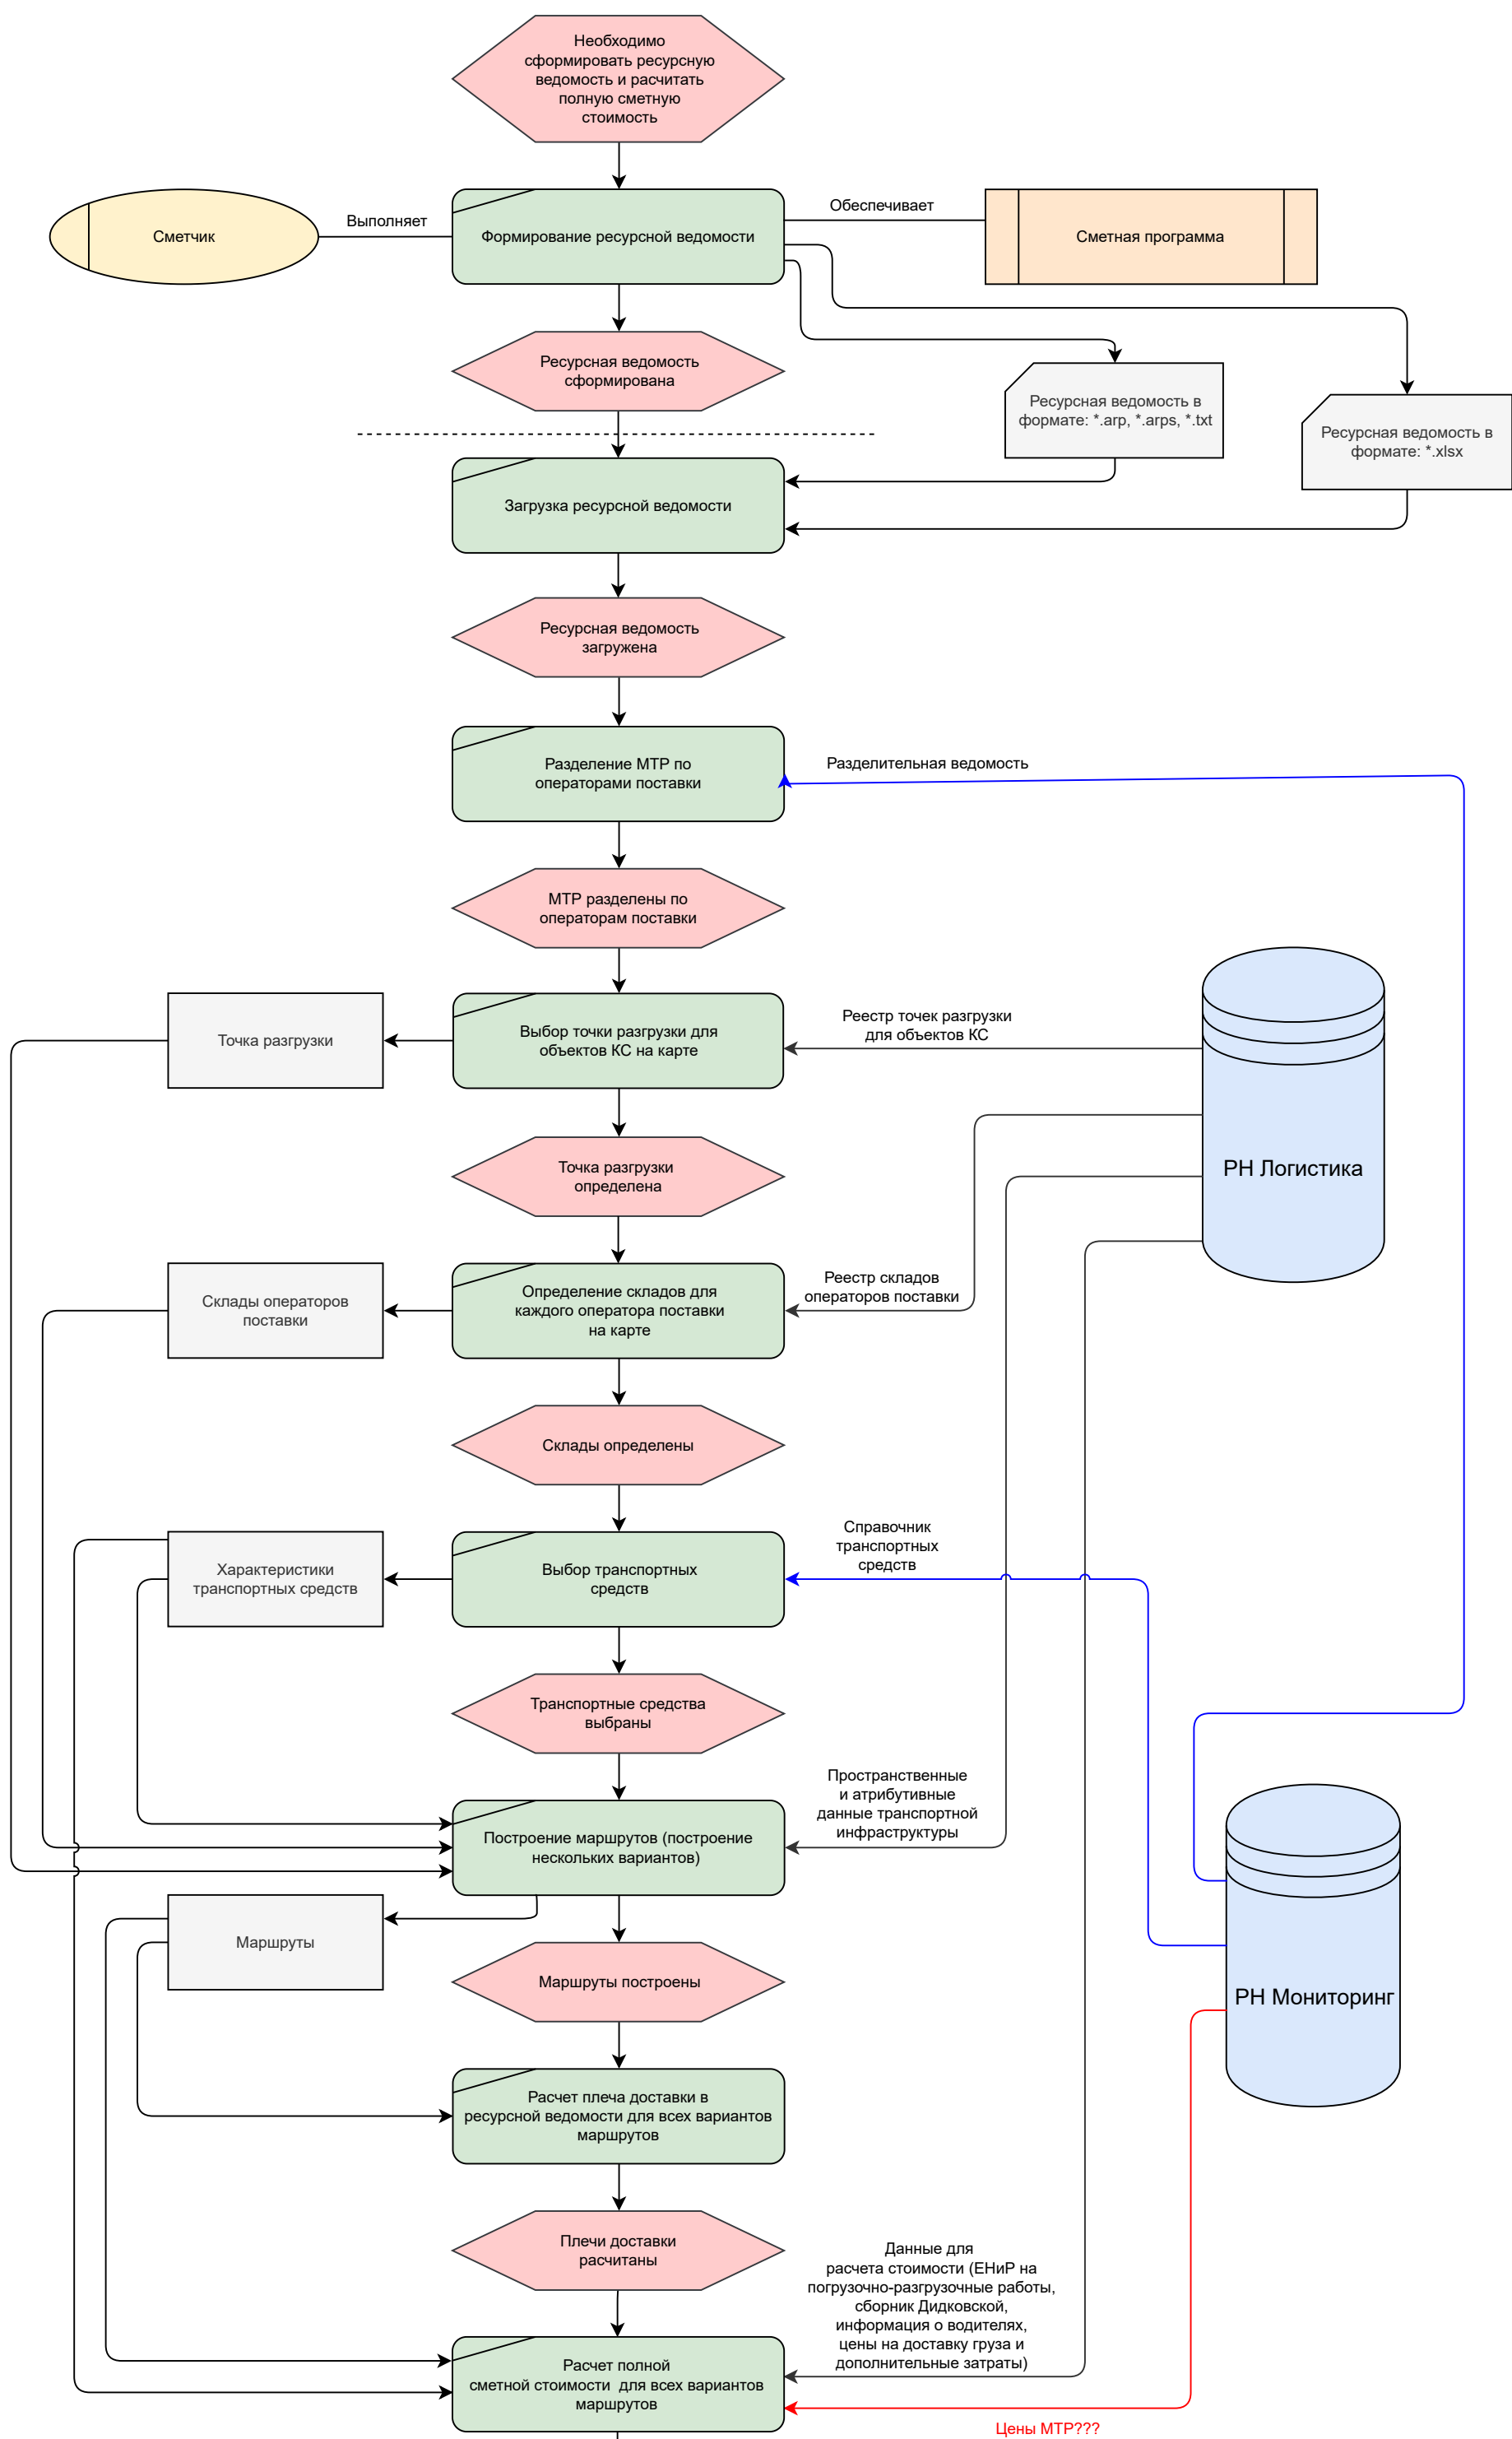 Необходимо
сформировать ресурсную
ведомость и расчитать
полную сметную
стоимость
Сметчик
Выполняет
Формирование ресурсной ведомости
Обеспечивает
Сметная программа
Ресурсная ведомость
сформирована
Ресурсная ведомость в
формате: *.arp, *.arps, *.txt
Ресурсная ведомость в
формате: *.xlsx
Загрузка ресурсной ведомости
Ресурсная ведомость
загружена
Разделение МТР по
операторами поставки
Разделительная ведомость
МТР разделены по
операторам поставки
Точка разгрузки
Выбор точки разгрузки для
объектов КС на карте
Реестр точек разгрузки
для объектов КС
РН Логистика
Точка разгрузки
определена
Склады операторов
поставки
Определение складов для
каждого оператора поставки
на карте
Реестр складов
операторов поставки
Склады определены
Характеристики
транспортных средств
Выбор транспортных
средств
Справочник
транспортных
средств
Транспортные средства
выбраны
Построение маршрутов (построение
нескольких вариантов)
Пространственные
и атрибутивные
данные транспортной
инфраструктуры
Маршруты
Маршруты построены
РН Мониторинг
Расчет плеча доставки в
ресурсной ведомости для всех вариантов
маршрутов
Плечи доставки
расчитаны
Данные для
расчета стоимости (ЕНиР на
погрузочно-разгрузочные работы,
сборник Дидковской,
информация о водителях,
цены на доставку груза и
дополнительные затраты)
Расчет полной
сметной стоимости для всех вариантов
маршрутов
Цены МТР???